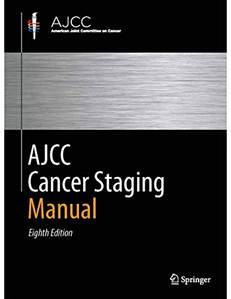 AJCC
American Joint Committee on Cancer
AJCC
Cancer Staging
Manual
Eighth Edition
Springer